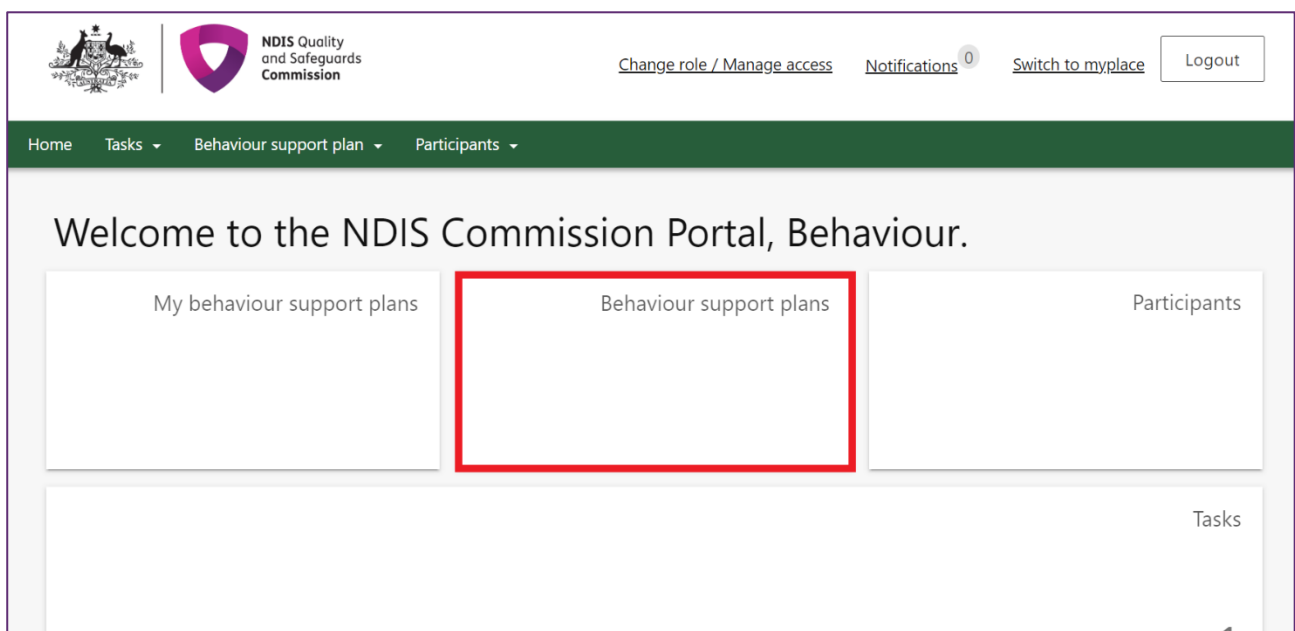 NDIS Quality
and Safeguards
Commission
Change role / Manage access Notifications 0 Switch to myplace Logout
Home Tasks Behaviour support plan Participants
Welcome to the NDIS Commission Portal, Behaviour.
My behaviour support plans Behaviour support plans Participants
Tasks